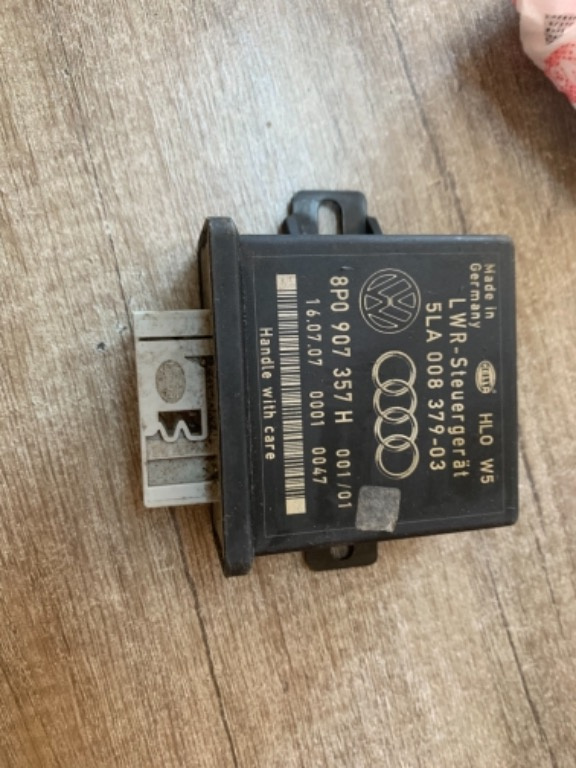 Made in
Germany
HELLA
HLO W5
LWR-Steuergerät
5LA 008 379-03
8P0 907 357 H 001/01
16.07.07 0001 0047
Handle with care